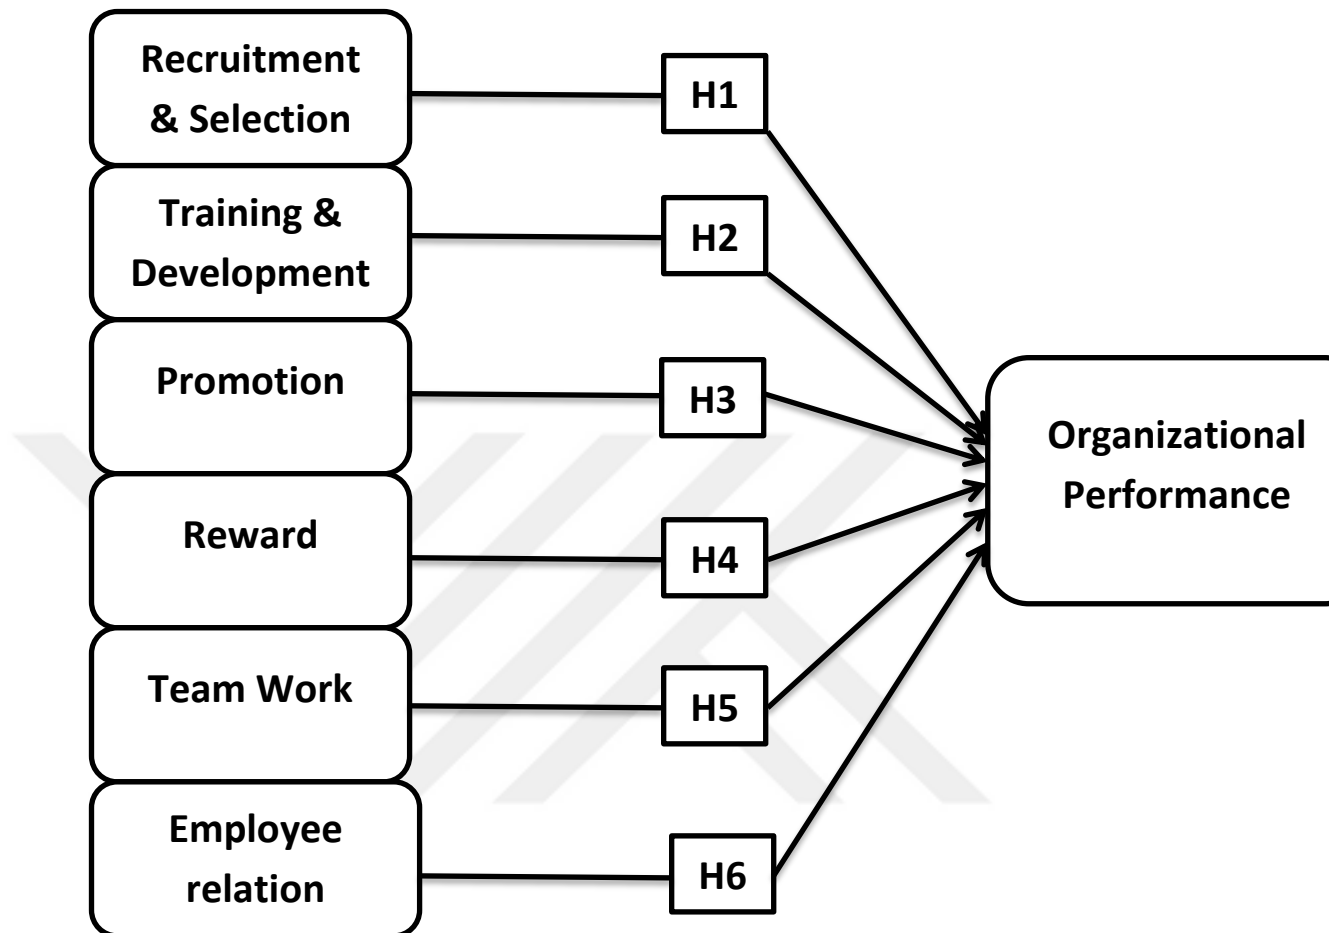 Recruitment
& Selection
H1
Training &
Development
H2
Promotion
H3
Reward
H4
Team Work
H5
Employee
relation
H6
Organizational
Performance